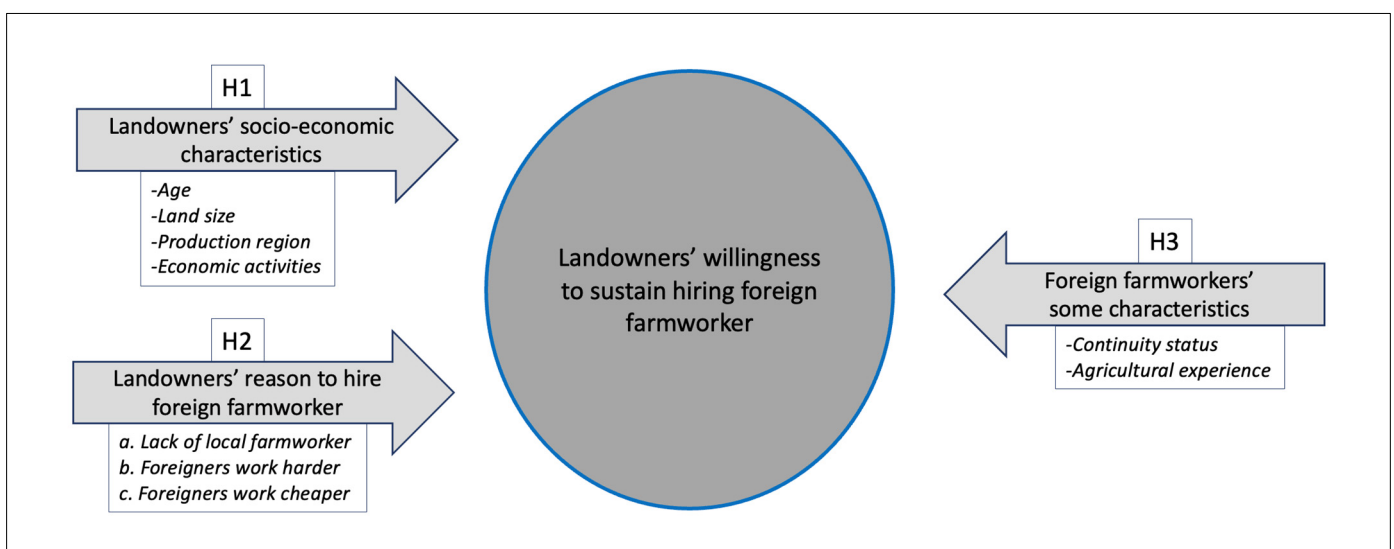 H1
Landowners' socio-economic
characteristics
-Age
-Land size
-Production region
-Economic activities
H2
Landowners' reason to hire
foreign farmworker
a. Lack of local farmworker
b. Foreigners work harder
c. Foreigners work cheaper
Landowners' willingness
to sustain hiring foreign
farmworker
H3
Foreign farmworkers'
some characteristics
-Continuity status
-Agricultural experience